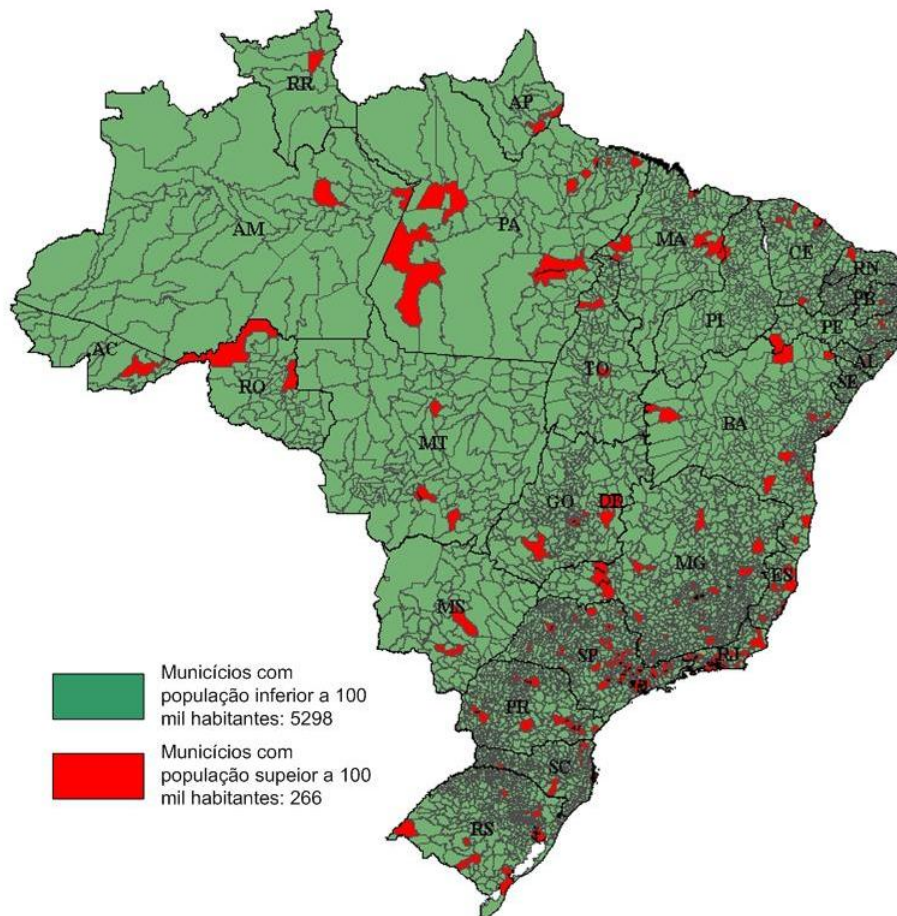 RR
AP
AM
PA
MA
CE
RN
PB
PI
PE
AC
AL
TO
SE
RO
BA
MT
GO
DF
MG
ES
MS
SP
RJ
PR
SC
RS
Municícios com
população inferior a 100
mil habitantes: 5298
Municícios com
população supeior a 100
mil habitantes: 266